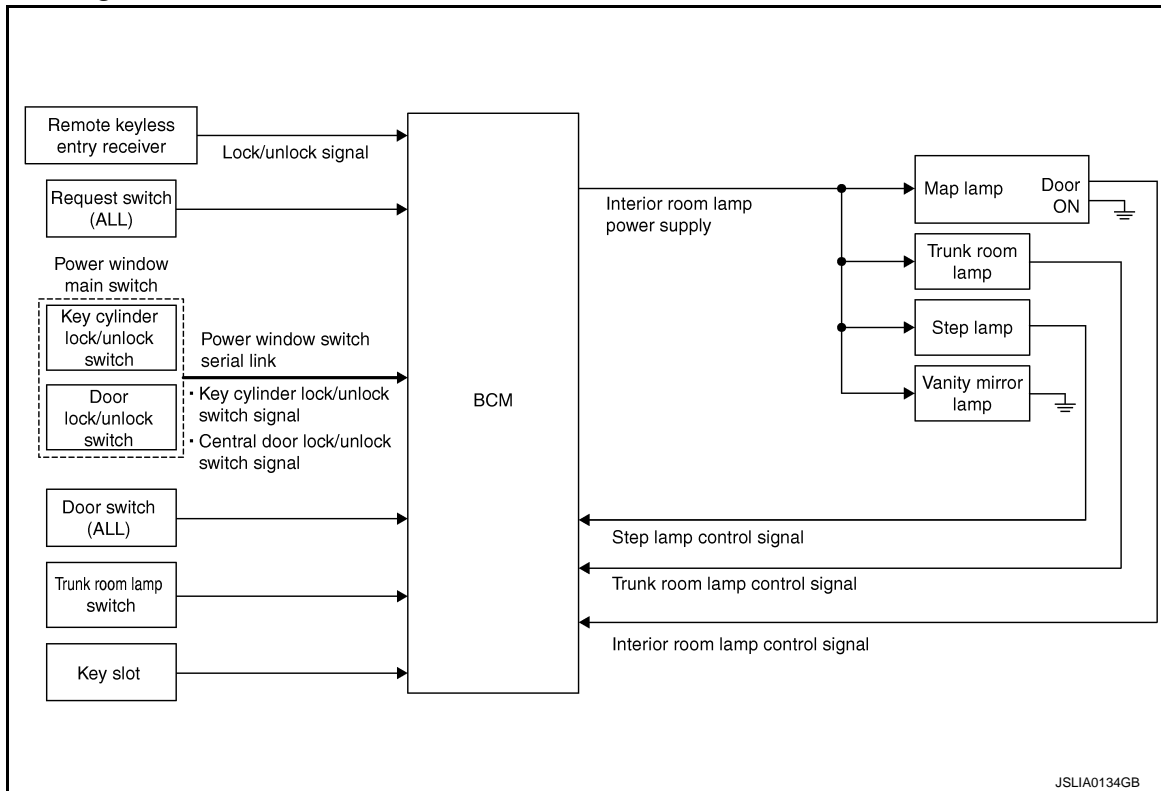 Remote keyless
entry receiver
Lock/unlock signal
Request switch
(ALL)
Power window
main switch
Key cylinder
lock/unlock
switch
Door
lock/unlock
switch
Power window switch
serial link
· Key cylinder lock/unlock
switch signal
· Central door lock/unlock
switch signal
Door switch
(ALL)
Trunk room lamp
switch
Key slot
BCM
Interior room lamp
power supply
Map lamp
Door
ON
Trunk room
lamp
Step lamp
Vanity mirror
lamp
Step lamp control signal
Trunk room lamp control signal
Interior room lamp control signal
JSLIA0134GB